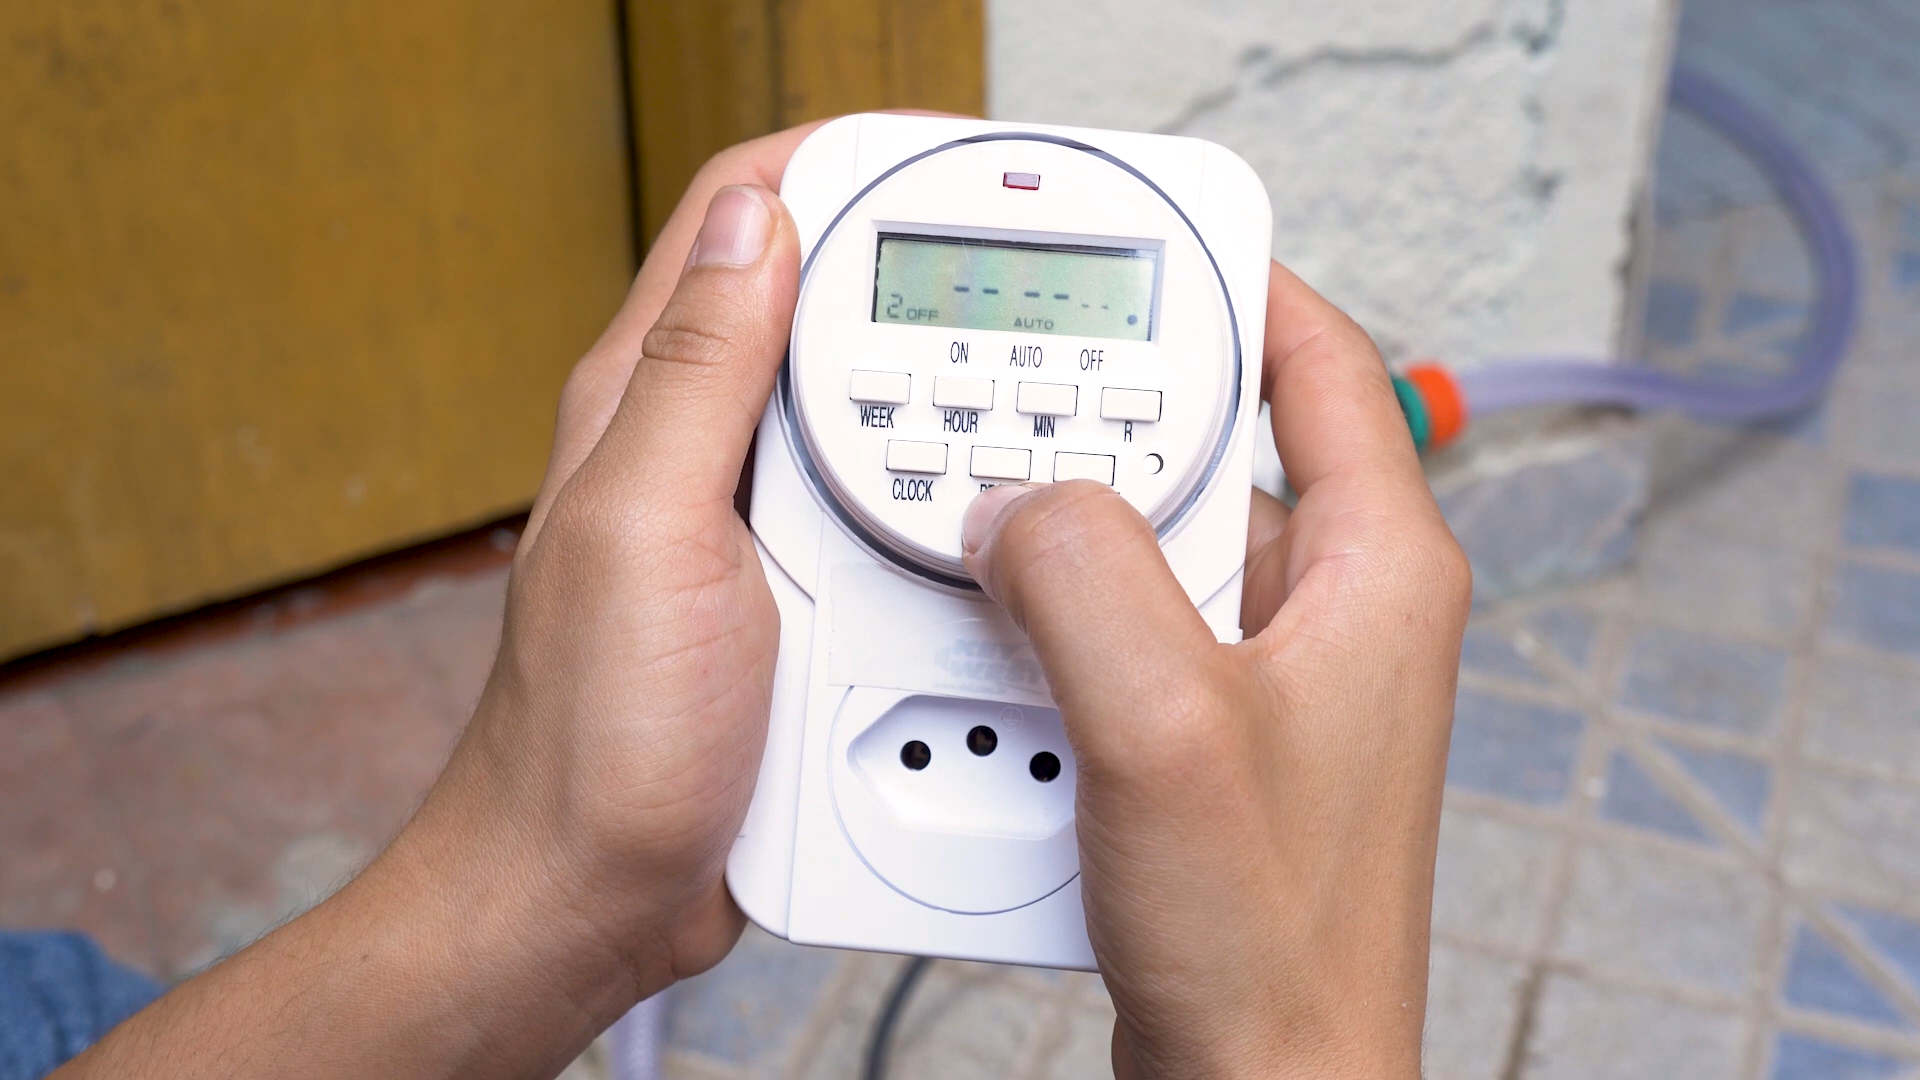 -- -- --
2 OFF AUTO
ON AUTO OFF
WEEK HOUR MIN R
CLOCK